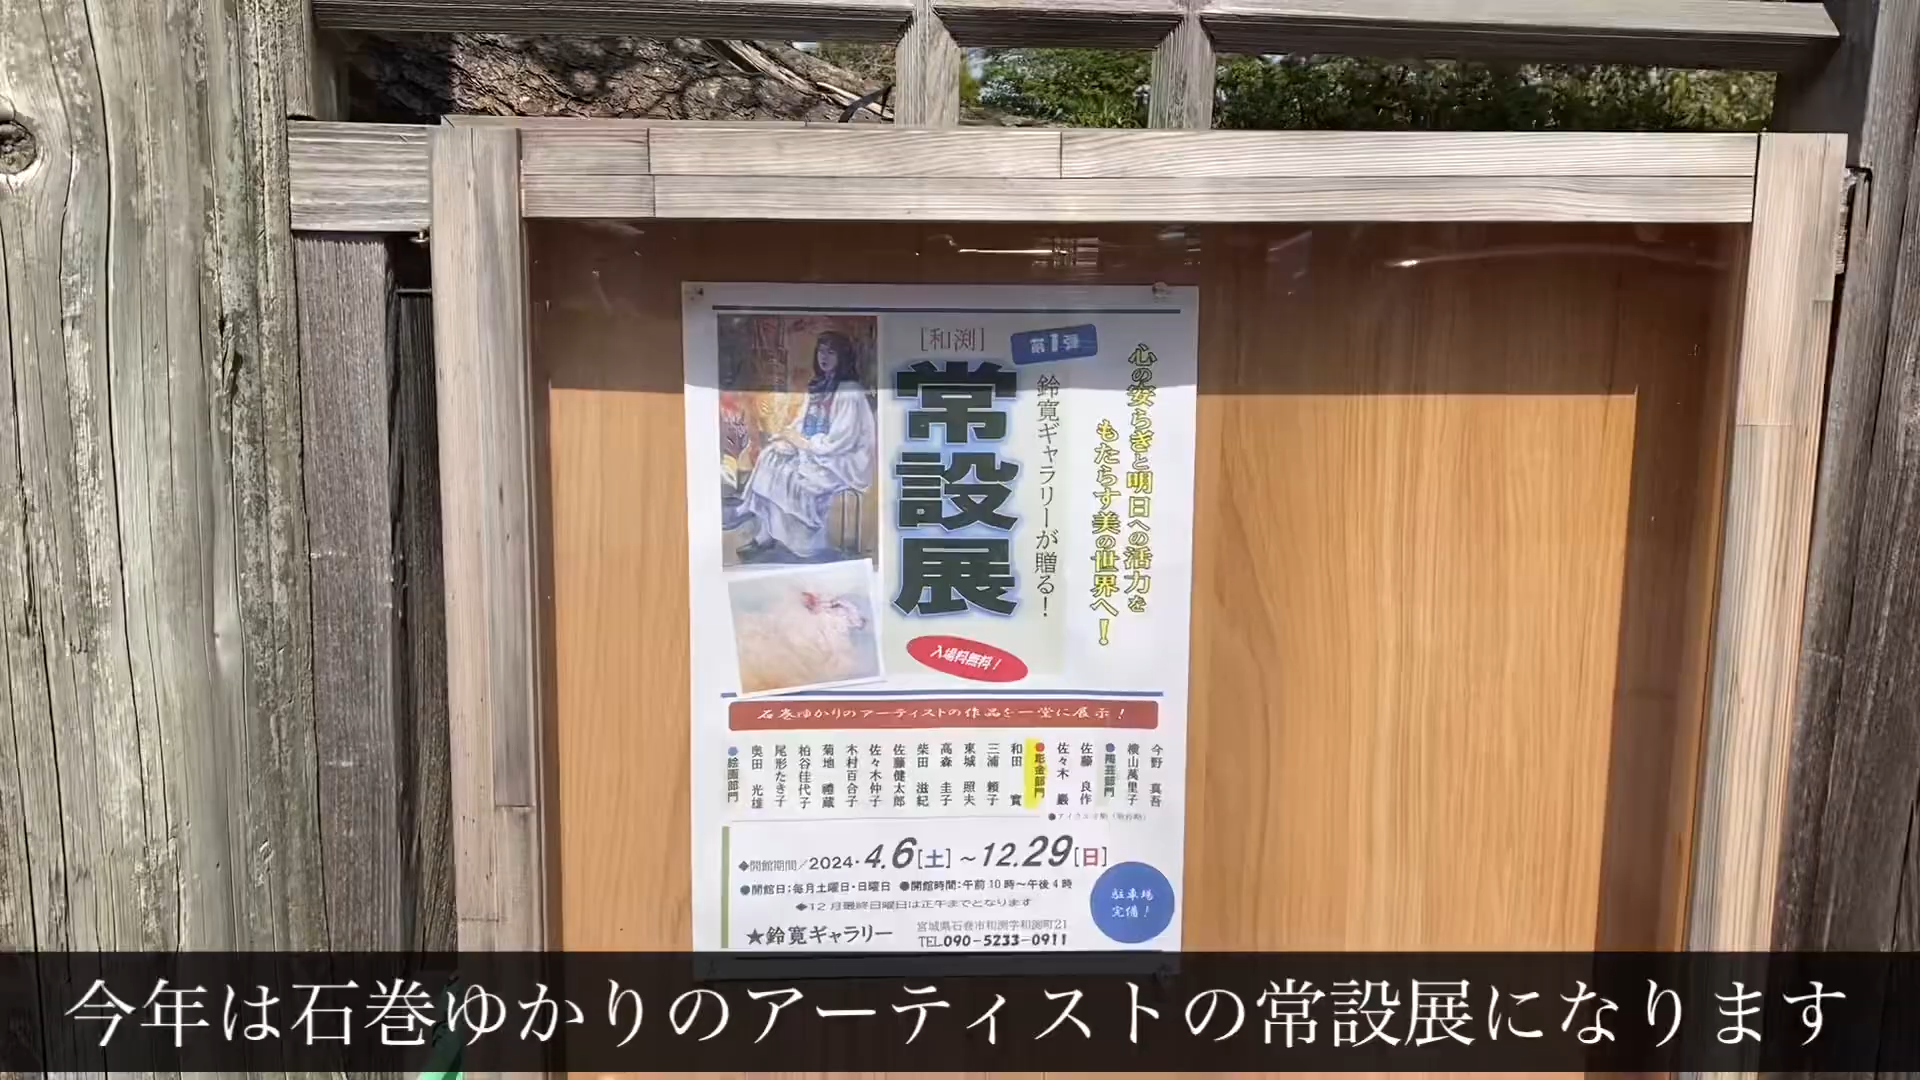 心の安らぎと明日への活力を
もたらす美の世界へ!
第1弾
鈴寛ギャラリーが贈る!
[和渕]
常設展
入場料無料!
石巻ゆかりのアーティストの作品を一堂に展示!
●絵画部門
奥田 光雄
尾形たき子
柏谷佳代子
菊地 禮蔵
木村百合子
佐々木仲子
佐藤健太郎
柴田 滋紀
高森 圭子
東城 照夫
三浦 頼子
和田 實
●彫金部門
佐々木 巌
佐藤 良作
●陶芸部門
横山萬里子
今野 真吾
◆開館期間/2024・4.6[土]~12.29[日]
●開館日:毎月土曜日・日曜日 ●開館時間:午前10時~午後4時
◆12月最終日曜日は正午までとなります
駐車場
完備!
★鈴寛ギャラリー
宮城県石巻市和渕字和渕町21
TEL.090-5233-0911
今年は石巻ゆかりのアーティストの常設展になります